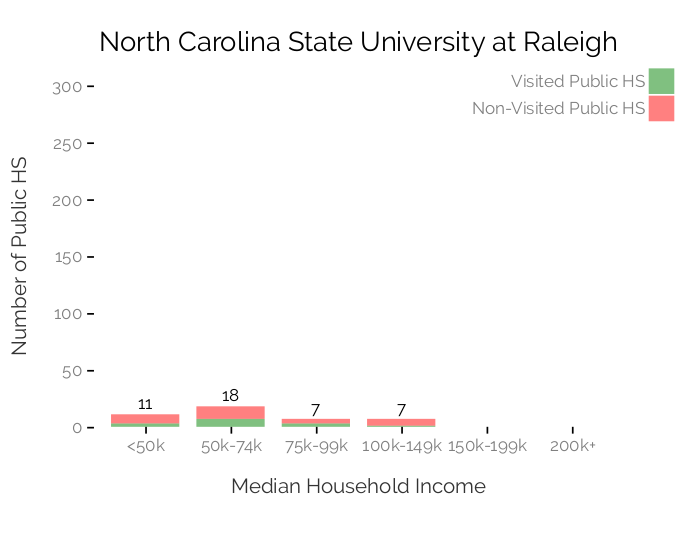 North Carolina State University at Raleigh
Visited Public HS
Non-Visited Public HS
Number of Public HS
300
250
200
150
100
50
0
11
18
7
7
<50k
50k-74k
75k-99k
100k-149k
150k-199k
200k+
Median Household Income